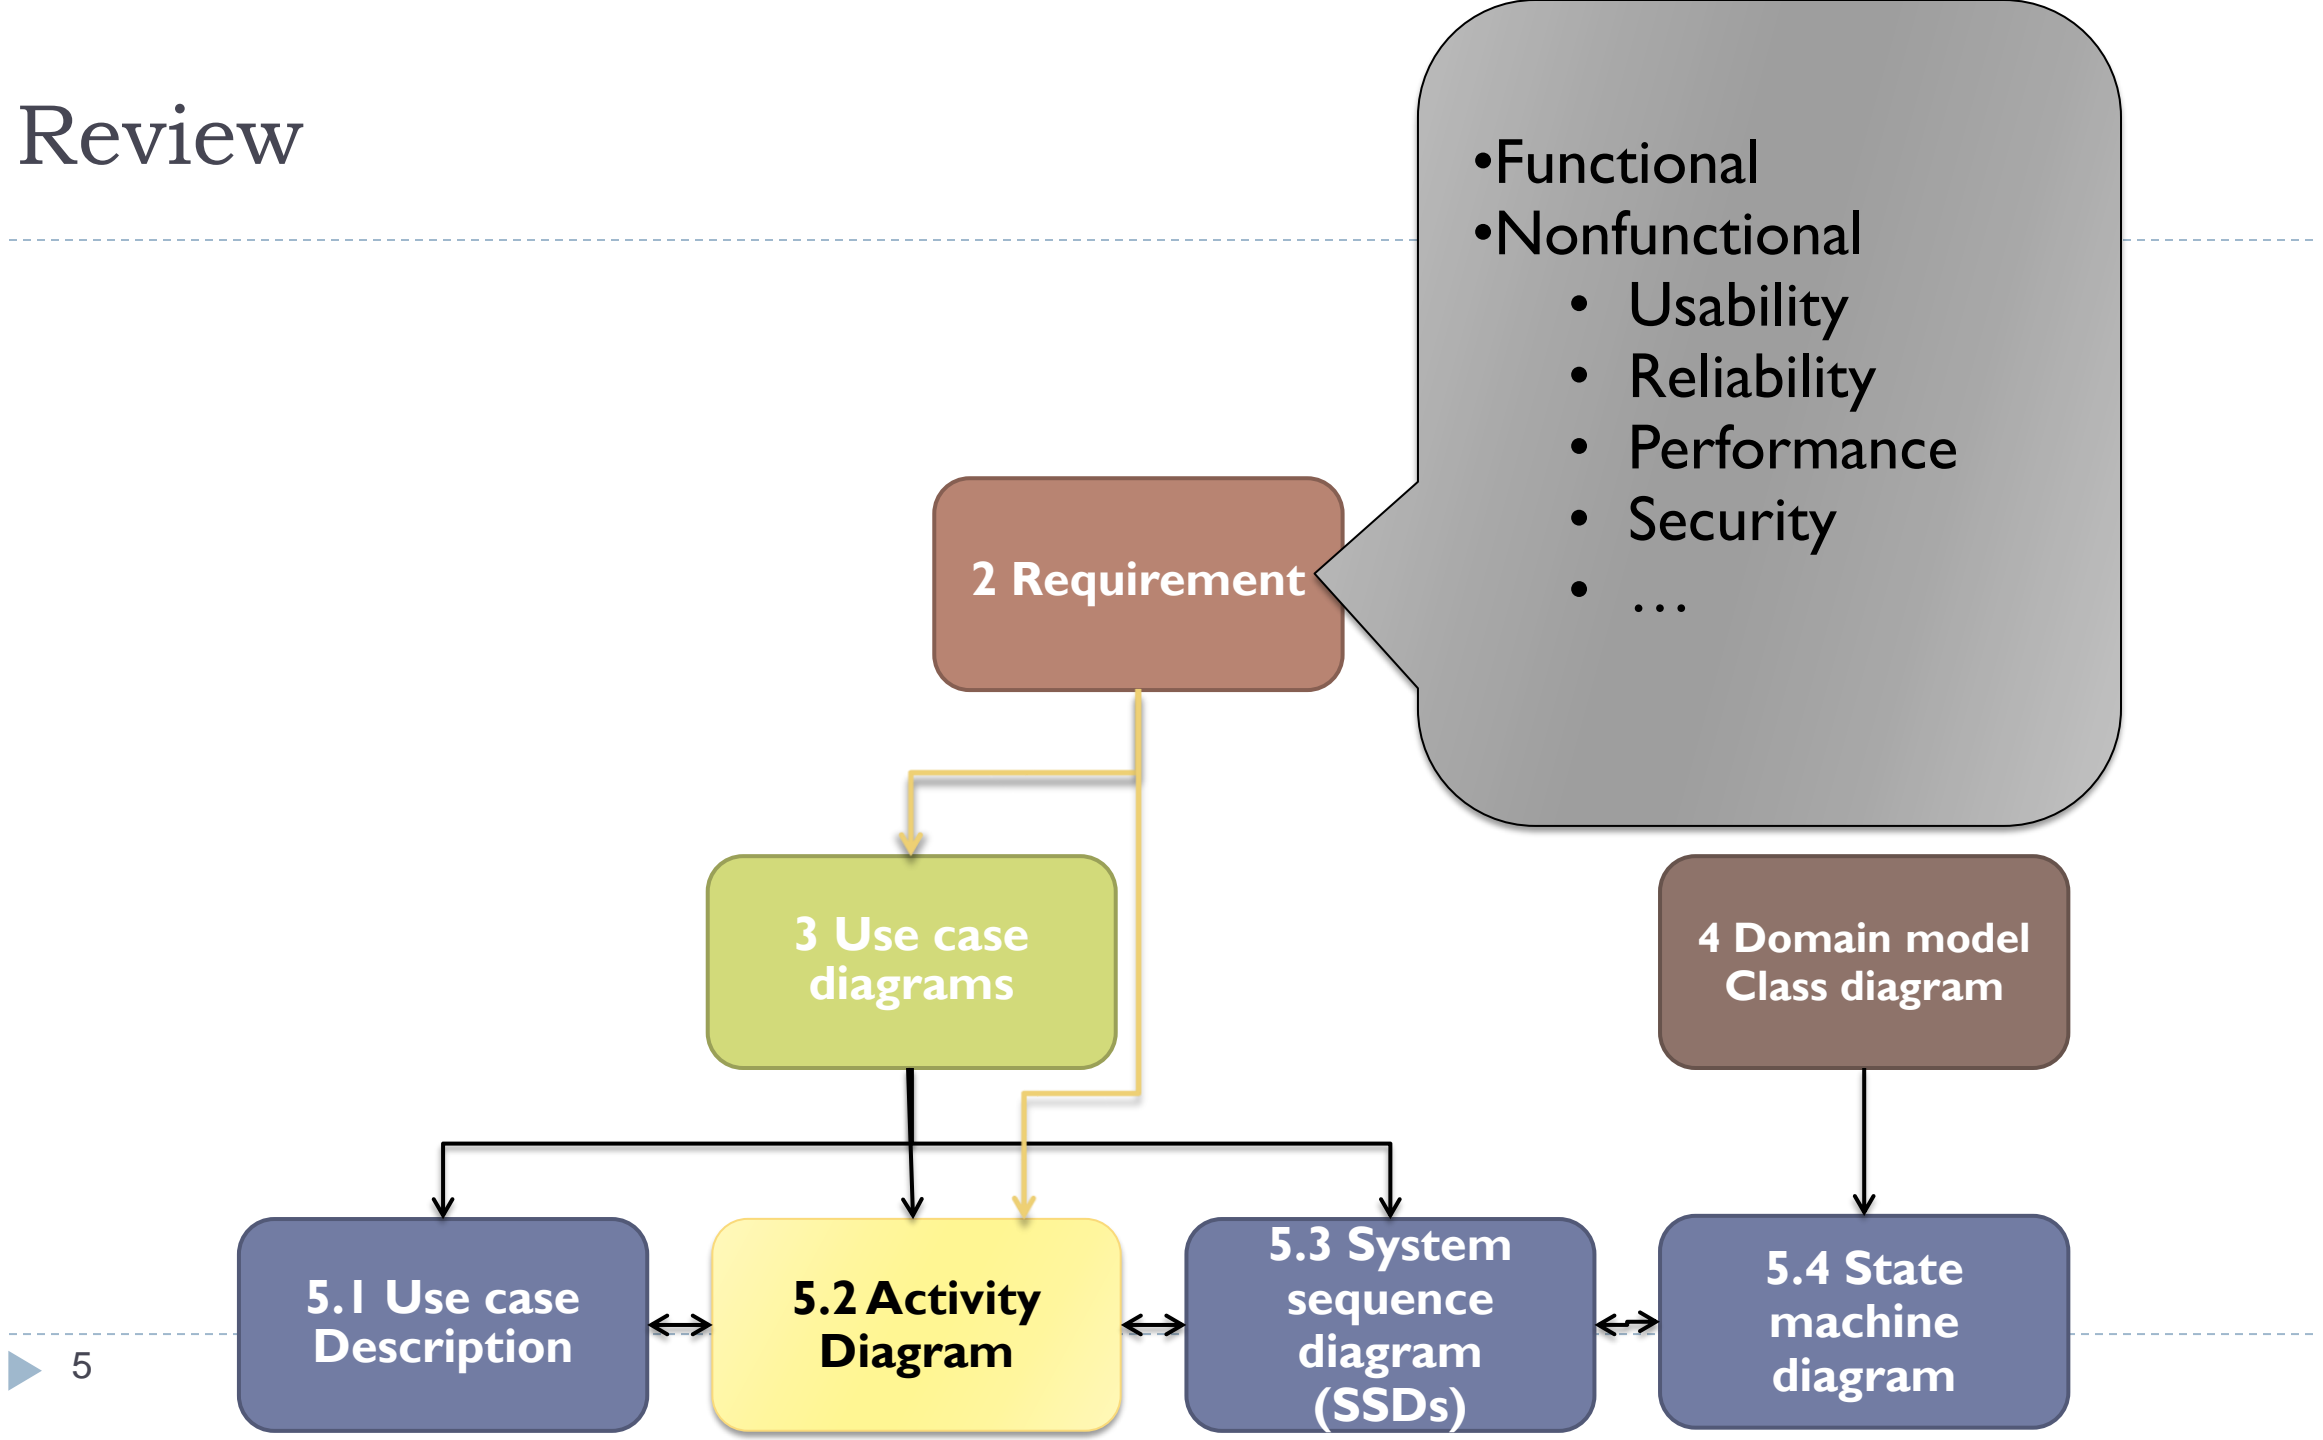 Review
•Functional
•Nonfunctional
• Usability
• Reliability
• Performance
• Security
• …
2 Requirement
3 Use case
diagrams
4 Domain model
Class diagram
5.1 Use case
Description
5.2 Activity
Diagram
5.3 System
sequence
diagram
(SSDs)
5.4 State
machine
diagram
5